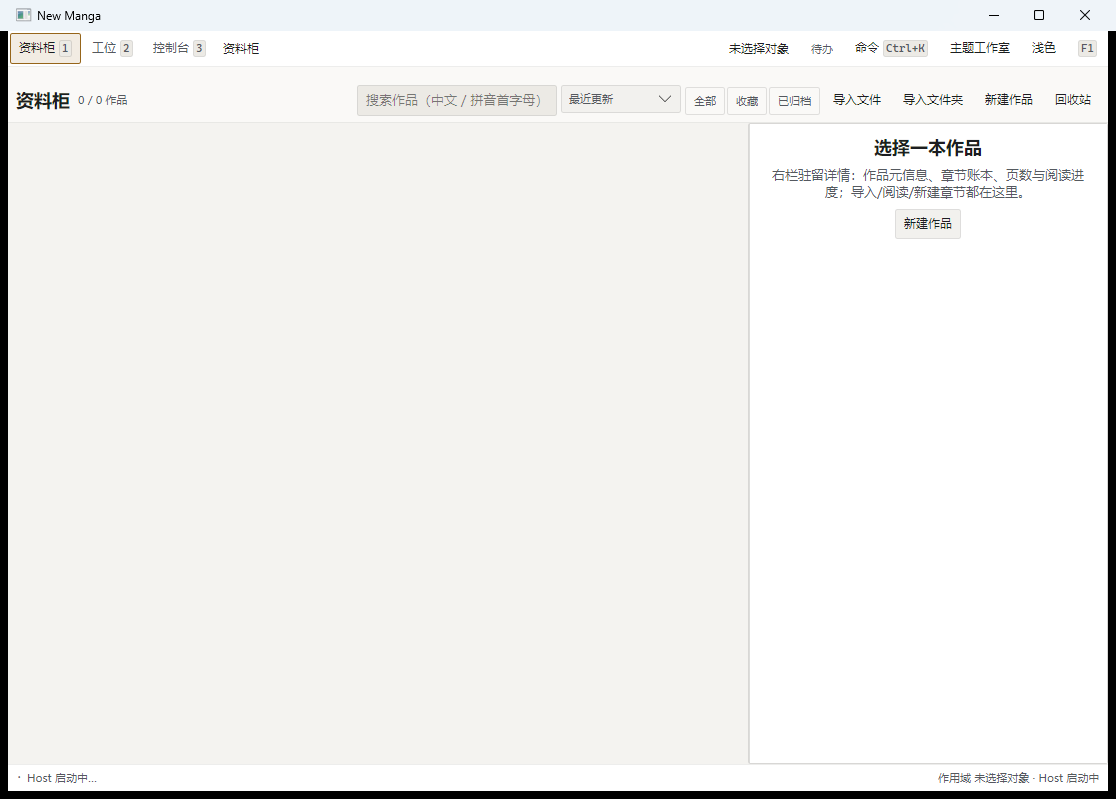 New Manga
资料柜 1 工位 2 控制台 3 资料柜 未选择对象 待办 命令 Ctrl+K 主题工作室 浅色 F1
资料柜 0 / 0 作品 搜索作品（中文 / 拼音首字母） 最近更新 全部 收藏 已归档 导入文件 导入文件夹 新建作品 回收站
选择一本作品
右栏驻留详情：作品元信息、章节账本、页数与阅读进
度；导入/阅读/新建章节都在这里。
新建作品
· Host 启动中... 作用域 未选择对象 · Host 启动中